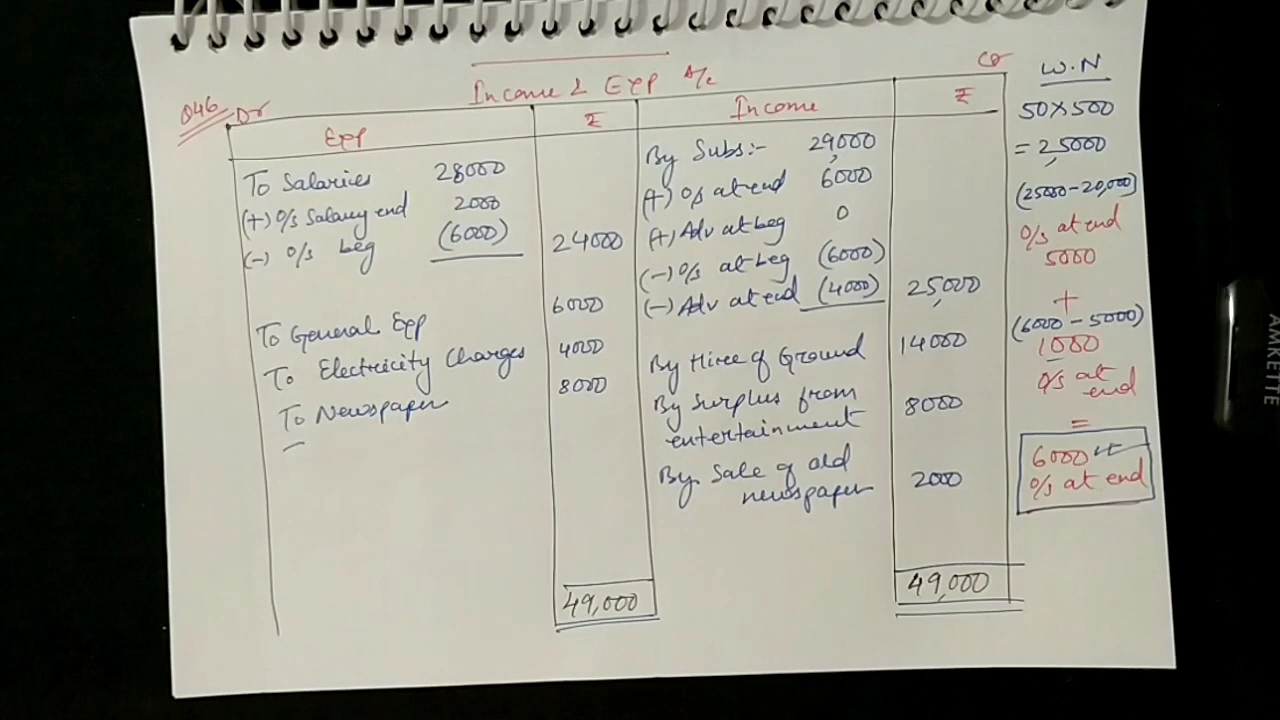 Income & Exp A/c
Q46 Dr
Cr
Exp ₹ Income ₹
To Salaries 28000
(+) O/s Salary end 2000
(-) O/s beg (6000) 24000
To General Exp 6000
To Electricity Charges 4000
To Newspaper 8000
49,000
By Subs:- 29,000
(+) O/s at end 6000
(+) Adv at beg 0
(-) O/s at beg (6000)
(-) Adv at end (4000) 25,000
By Hire of Ground 14000
By Surplus from
entertainment 8000
By Sale of old
newspaper 2000
49,000
W.N
50×500
= 25000
(25000-20,000)
O/s at end
5000
+
(6000-5000)
1000
O/s at
end
=
6000
O/s at end
AMKETTE